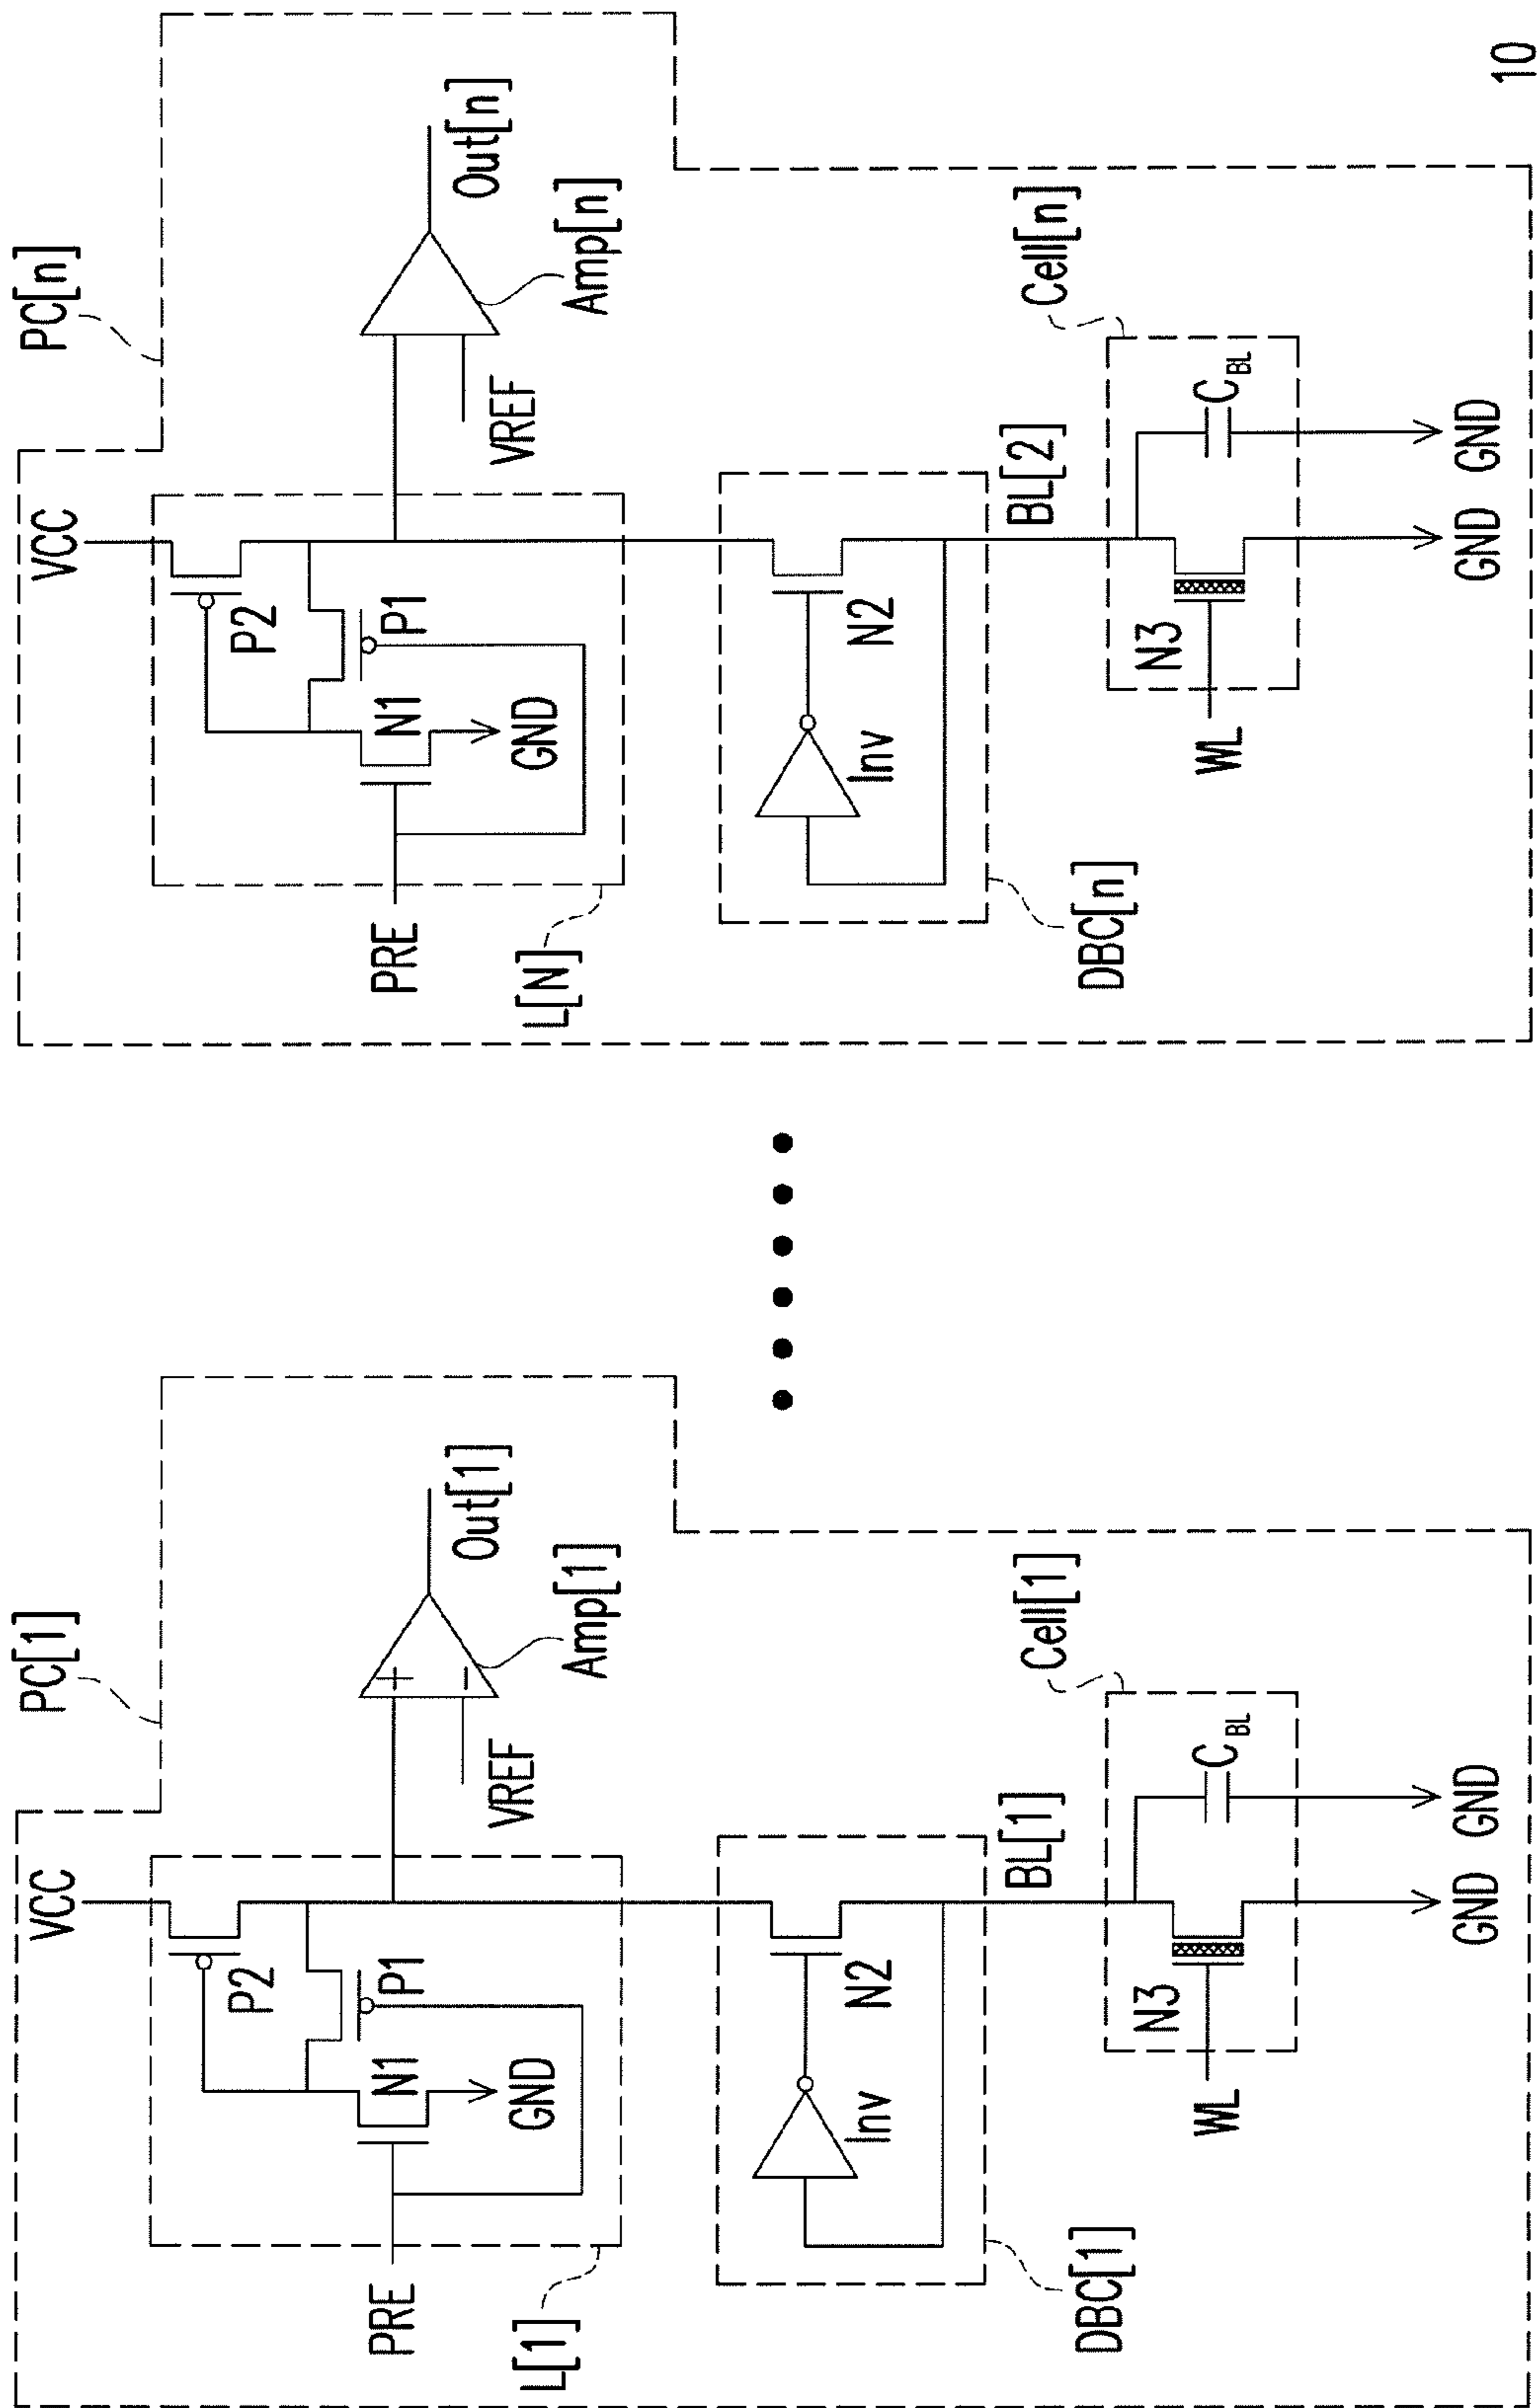 PC[1]
VCC
P2
P1
N1
GND
PRE
L[1]
VREF
Out[1]
Amp[1]
Inv
N2
DBC[1]
BL[1]
Cell[1]
N3
WL
C_BL
GND
GND
+
-
PC[n]
VCC
P2
P1
N1
GND
PRE
L[N]
VREF
Out[n]
Amp[n]
Inv
N2
DBC[n]
BL[2]
Cell[n]
N3
WL
C_BL
GND
GND
10